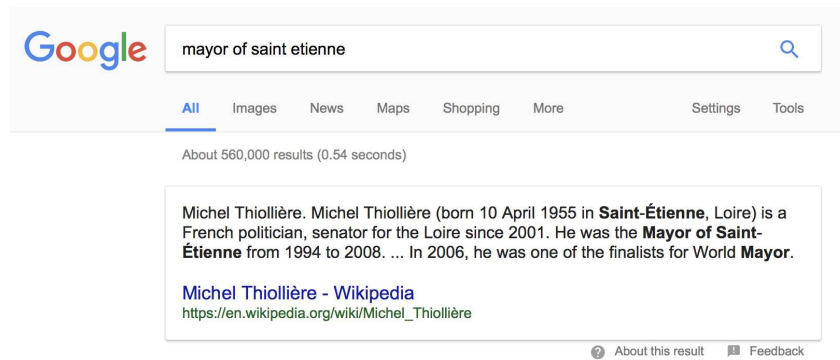 Google
mayor of saint etienne
All Images News Maps Shopping More Settings Tools
About 560,000 results (0.54 seconds)
Michel Thiollière. Michel Thiollière (born 10 April 1955 in Saint-Étienne, Loire) is a
French politician, senator for the Loire since 2001. He was the Mayor of Saint-
Étienne from 1994 to 2008. ... In 2006, he was one of the finalists for World Mayor.
Michel Thiollière - Wikipedia
https://en.wikipedia.org/wiki/Michel_Thiollière
About this result Feedback